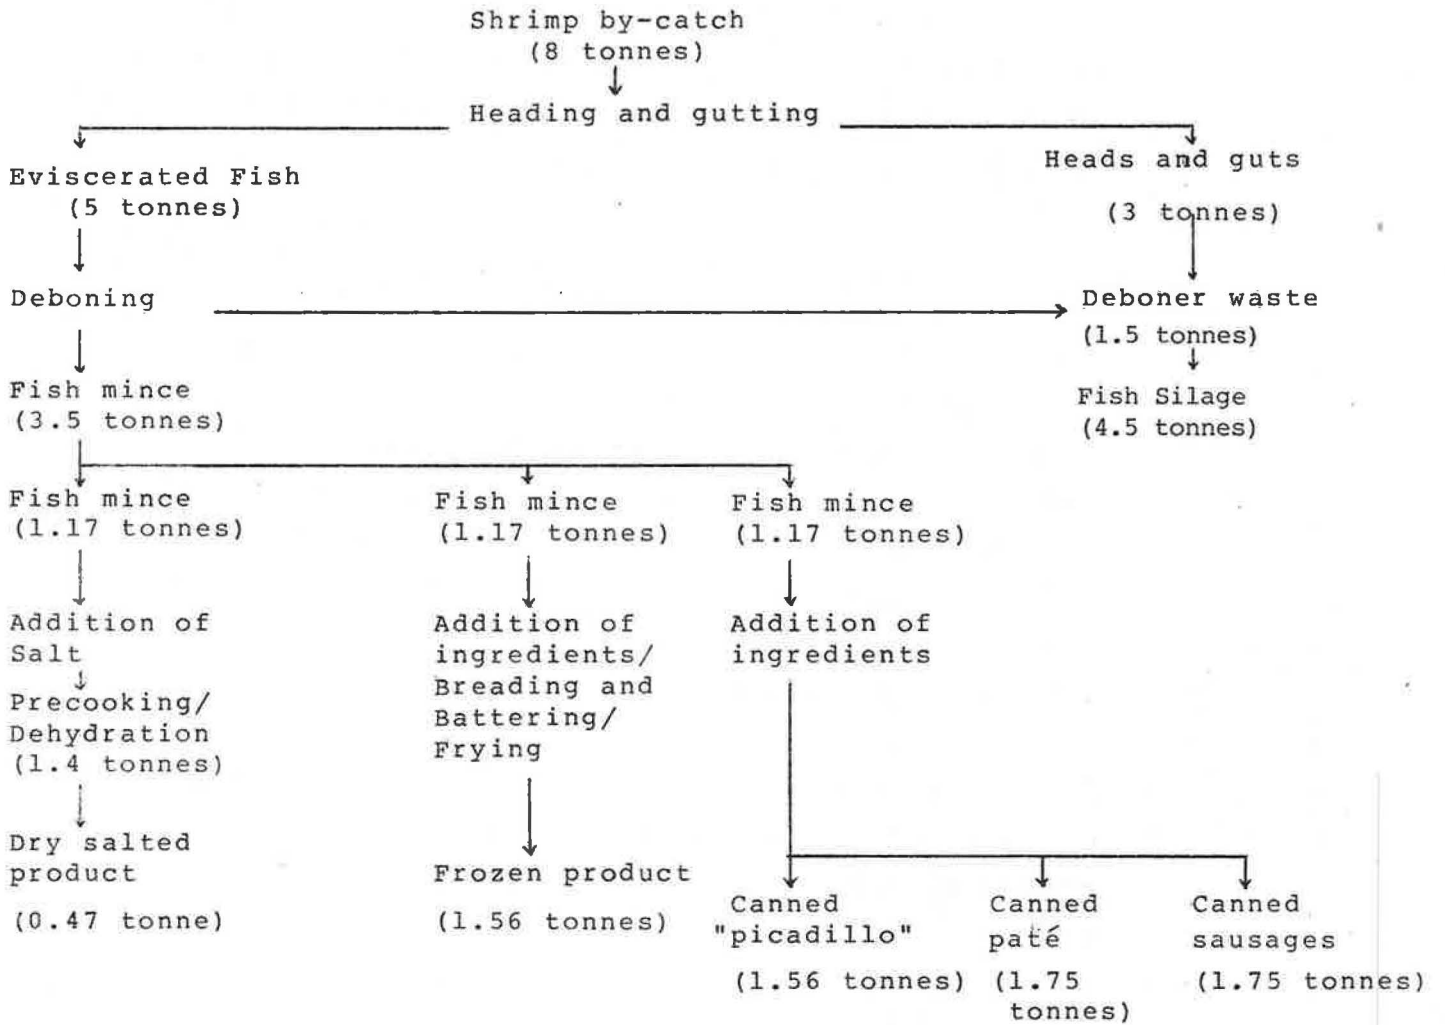 Shrimp by-catch
(8 tonnes)
Heading and gutting
Eviscerated Fish
(5 tonnes)
Heads and guts
(3 tonnes)
Deboning
Deboner waste
(1.5 tonnes)
Fish mince
(3.5 tonnes)
Fish Silage
(4.5 tonnes)
Fish mince
(1.17 tonnes)
Fish mince
(1.17 tonnes)
Fish mince
(1.17 tonnes)
Addition of
Salt
Precooking/
Dehydration
(1.4 tonnes)
Dry salted
product
(0.47 tonne)
Addition of
ingredients/
Breading and
Battering/
Frying
Frozen product
(1.56 tonnes)
Addition of
ingredients
Canned
"picadillo"
(1.56 tonnes)
Canned
paté
(1.75
tonnes)
Canned
sausages
(1.75 tonnes)